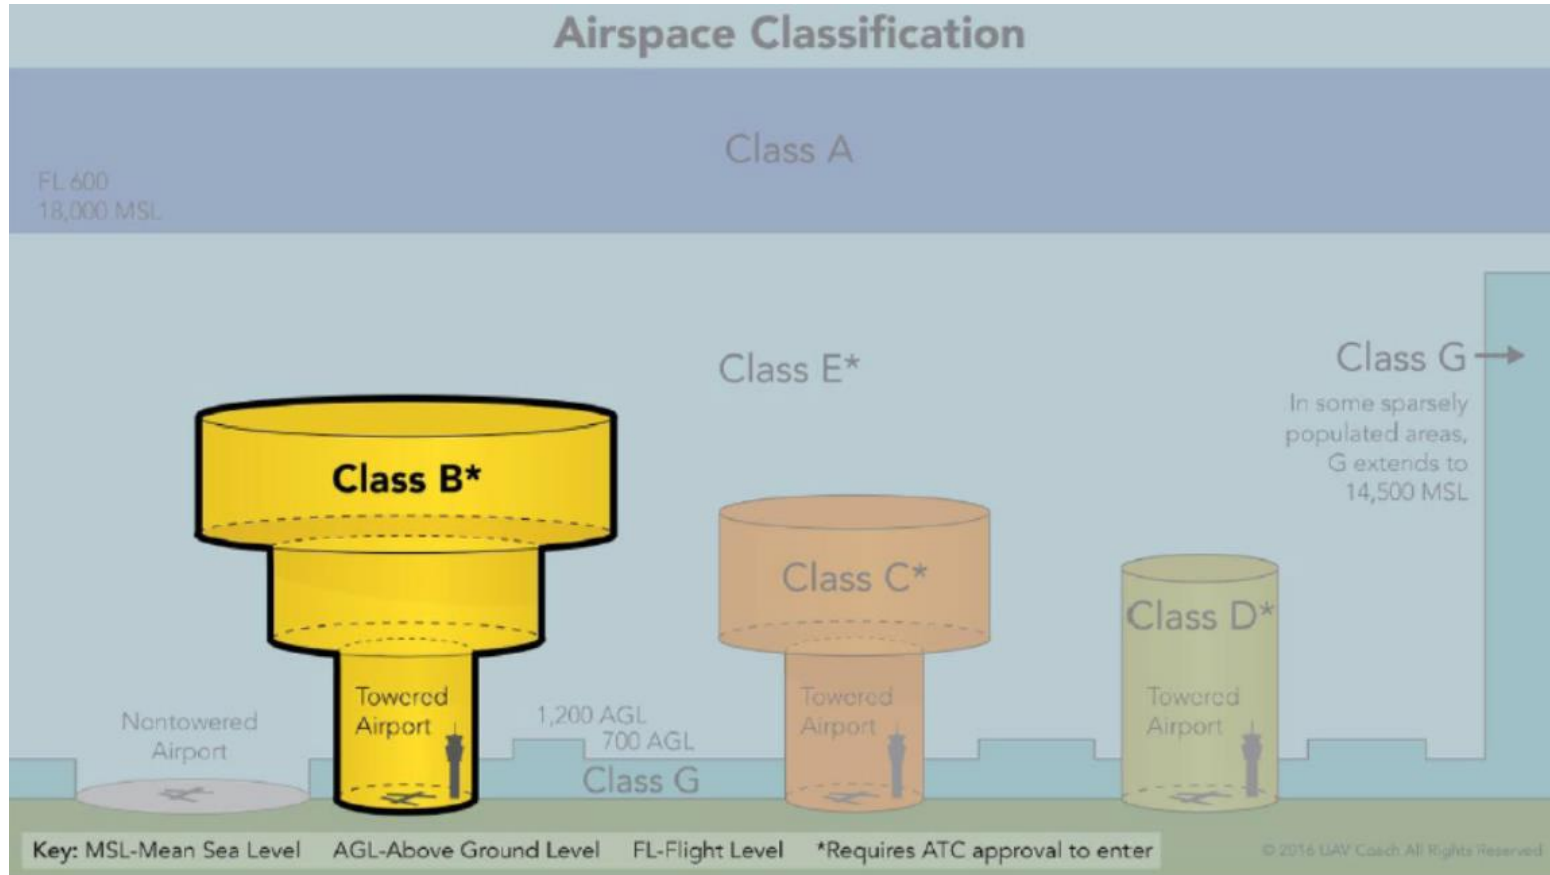 Airspace Classification
Class A
FL 600
18,000 MSL
Class E*
Class G
In some sparsely
populated areas,
G extends to
14,500 MSL
Class B*
Class C*
Class D*
Towered
Airport
Towered
Airport
Towered
Airport
Nontowered
Airport
1,200 AGL
700 AGL
Class G
Key: MSL-Mean Sea Level AGL-Above Ground Level FL-Flight Level *Requires ATC approval to enter
© 2016 UAV Coach All Rights Reserved